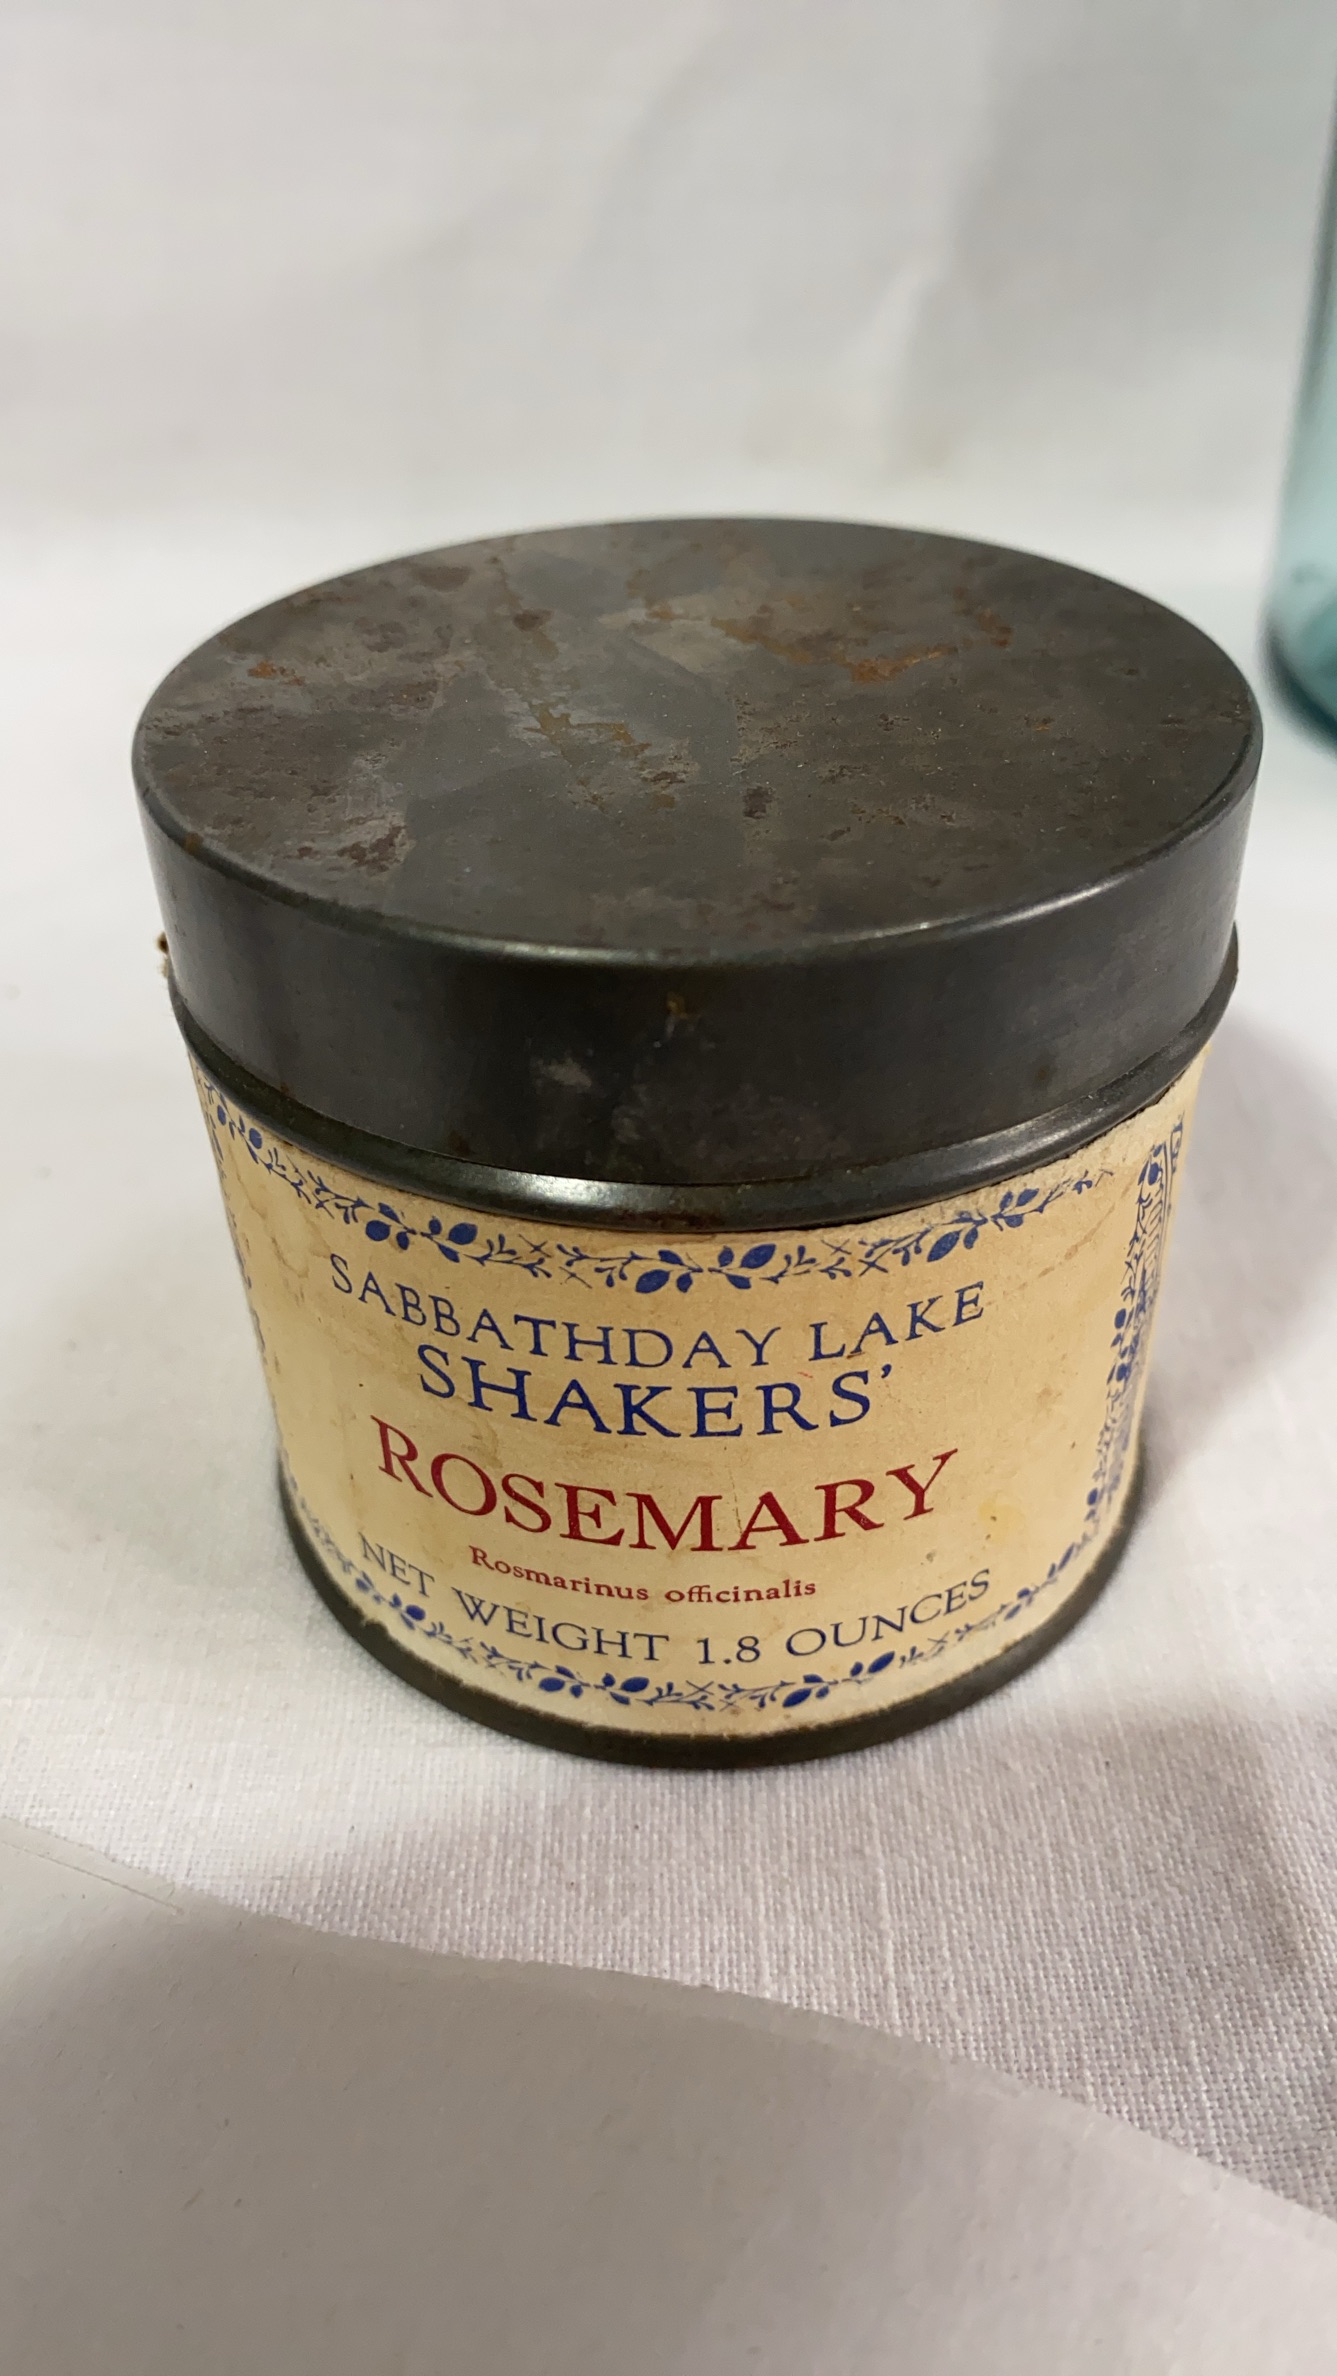 SABBATHDAY LAKE
SHAKERS'
ROSEMARY
Rosmarinus officinalis
NET WEIGHT 1.8 OUNCES